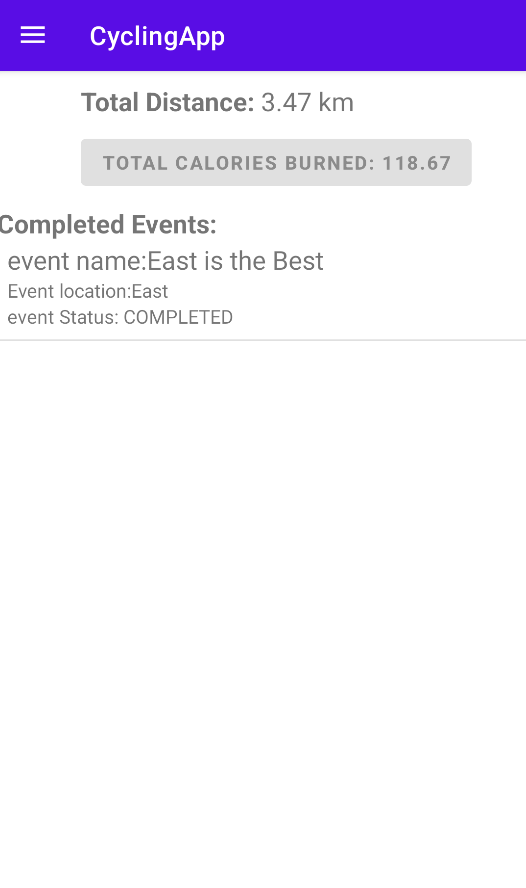 CyclingApp
Total Distance: 3.47 km
TOTAL CALORIES BURNED: 118.67
Completed Events:
event name:East is the Best
Event location:East
event Status: COMPLETED